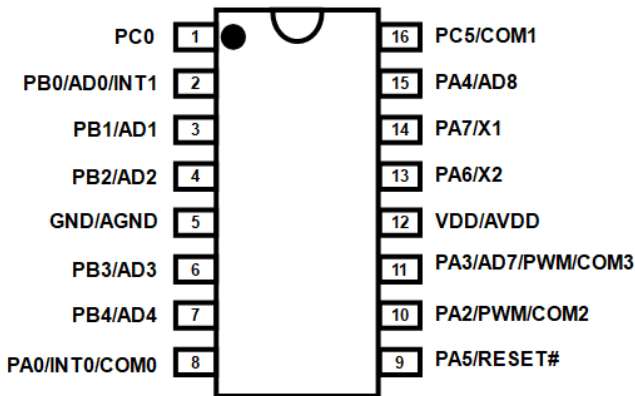 PC0 1 16 PC5/COM1
PB0/AD0/INT1 2 15 PA4/AD8
PB1/AD1 3 14 PA7/X1
PB2/AD2 4 13 PA6/X2
GND/AGND 5 12 VDD/AVDD
PB3/AD3 6 11 PA3/AD7/PWM/COM3
PB4/AD4 7 10 PA2/PWM/COM2
PA0/INT0/COM0 8 9 PA5/RESET#